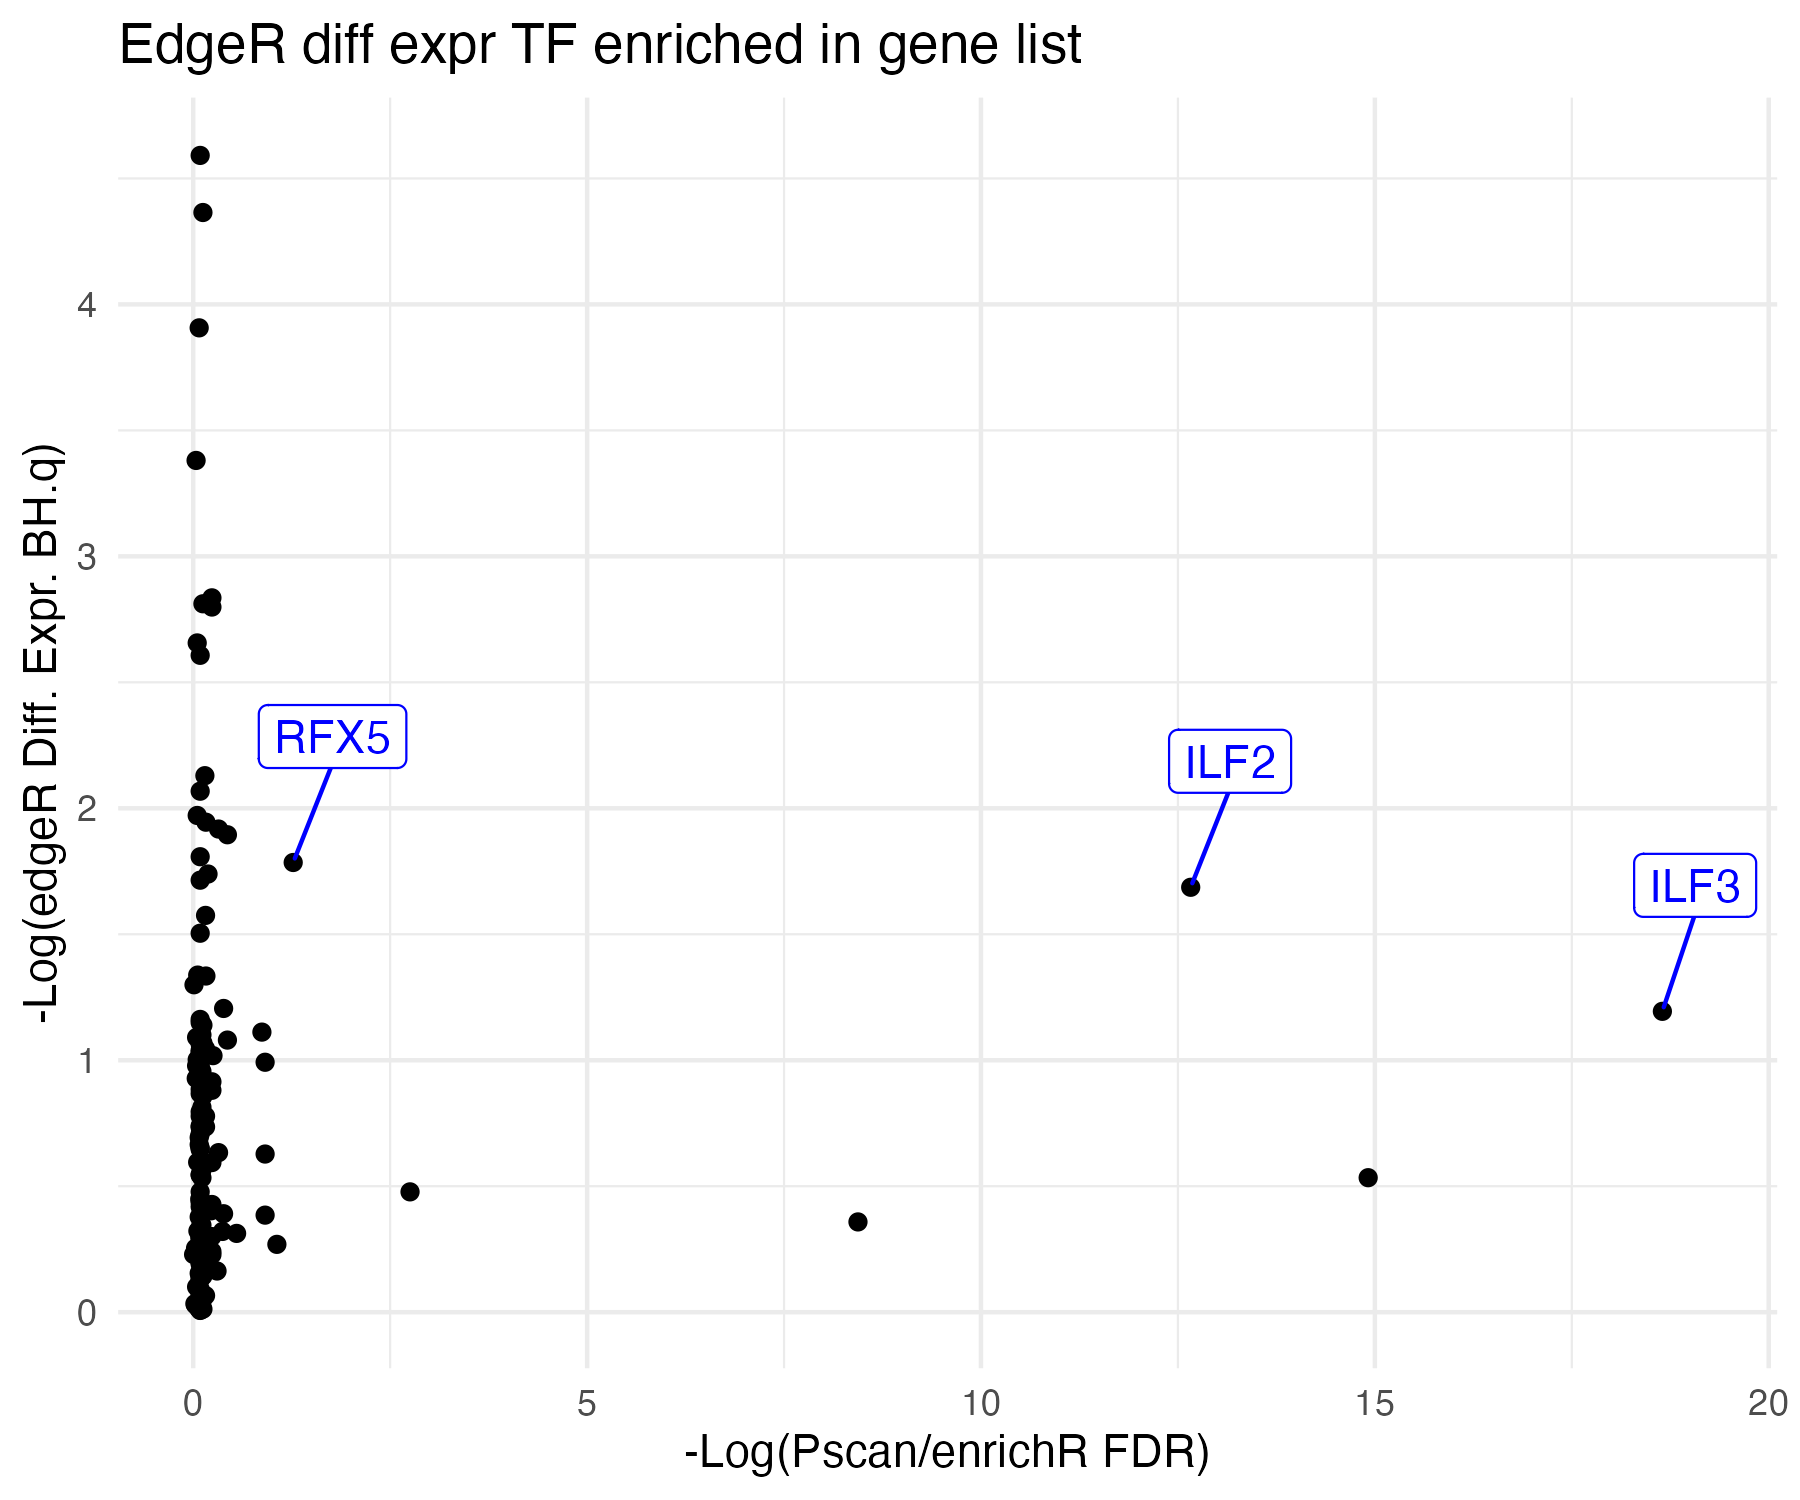 EdgeR diff expr TF enriched in gene list
-Log(edgeR Diff. Expr. BH.q)
4
3
2
1
0
RFX5
ILF2
ILF3
0 5 10 15 20
-Log(Pscan/enrichR FDR)